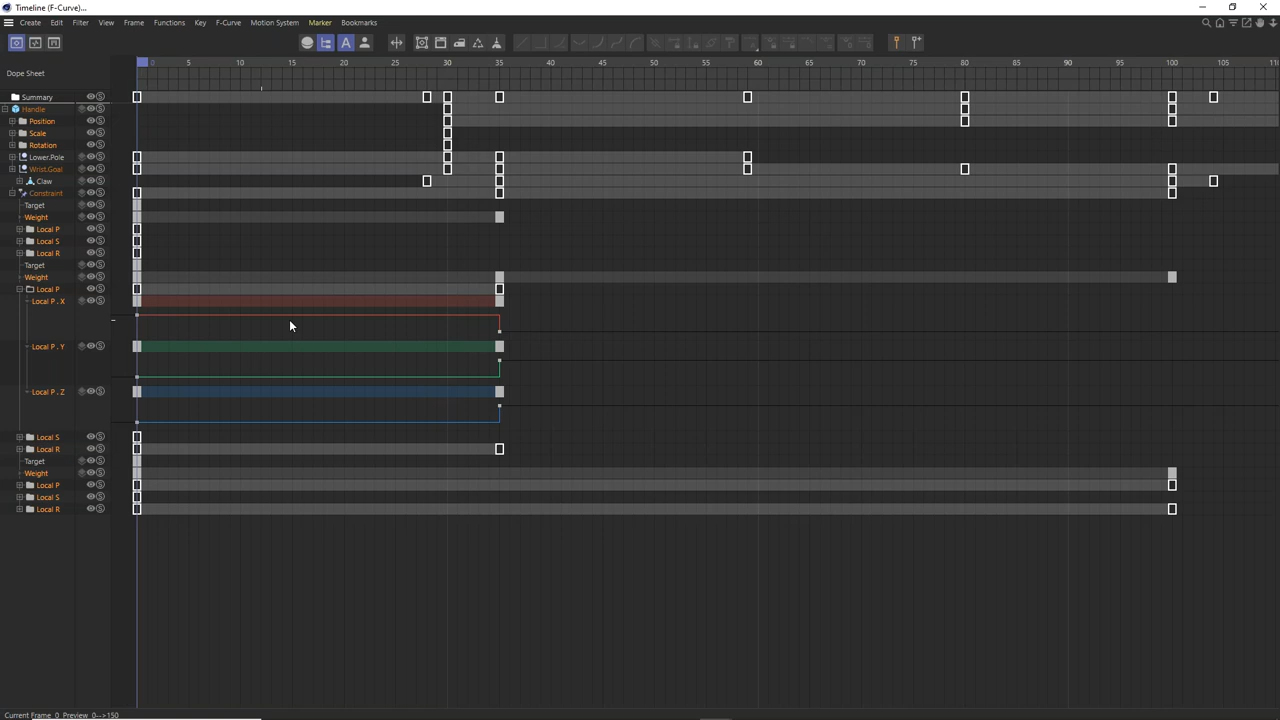 Timeline (F-Curve)...
Create Edit Filter View Frame Functions Key F-Curve Motion System Marker Bookmarks
Dope Sheet
0 5 10 15 20 25 30 35 40 45 50 55 60 65 70 75 80 85 90 95 100 105 110
Summary
Handle
Position
Scale
Rotation
Lower.Pole
Wrist.Goal
Claw
Constraint
Target
Weight
Local P
Local S
Local R
Target
Weight
Local P
Local P . X
Local P . Y
Local P . Z
Local S
Local R
Target
Weight
Local P
Local S
Local R
Current Frame 0 Preview 0-->150